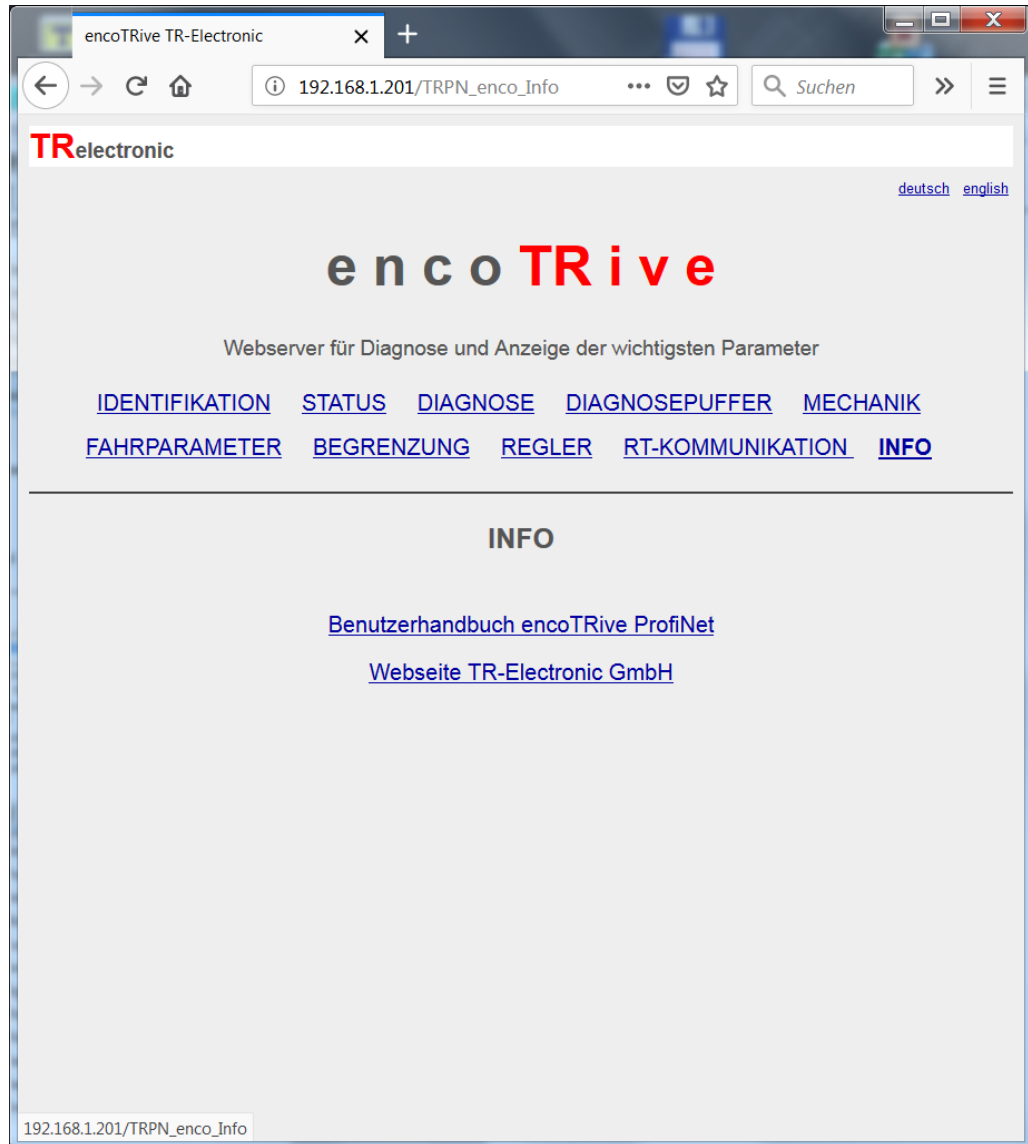 encoTRive TR-Electronic
192.168.1.201/TRPN_enco_Info
Suchen
TRelectronic
deutsch english
e n c o TR i v e
Webserver für Diagnose und Anzeige der wichtigsten Parameter
IDENTIFIKATION STATUS DIAGNOSE DIAGNOSEPUFFER MECHANIK
FAHRPARAMETER BEGRENZUNG REGLER RT-KOMMUNIKATION INFO
INFO
Benutzerhandbuch encoTRive ProfiNet
Webseite TR-Electronic GmbH
192.168.1.201/TRPN_enco_Info